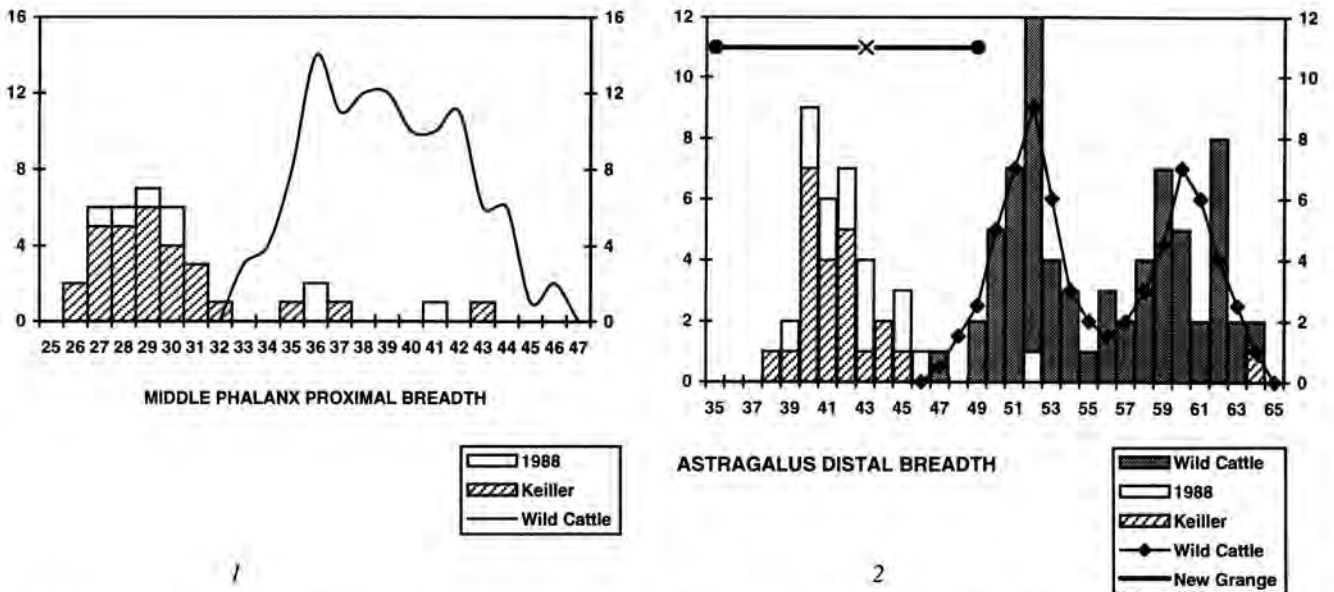 16
12
8
4
0
16
12
8
4
0
25 26 27 28 29 30 31 32 33 34 35 36 37 38 39 40 41 42 43 44 45 46 47
MIDDLE PHALANX PROXIMAL BREADTH
1988
Keiller
Wild Cattle
1
12
10
8
6
4
2
0
12
10
8
6
4
2
0
35 37 39 41 43 45 47 49 51 53 55 57 59 61 63 65
ASTRAGALUS DISTAL BREADTH
Wild Cattle
1988
Keiller
Wild Cattle
New Grange
2